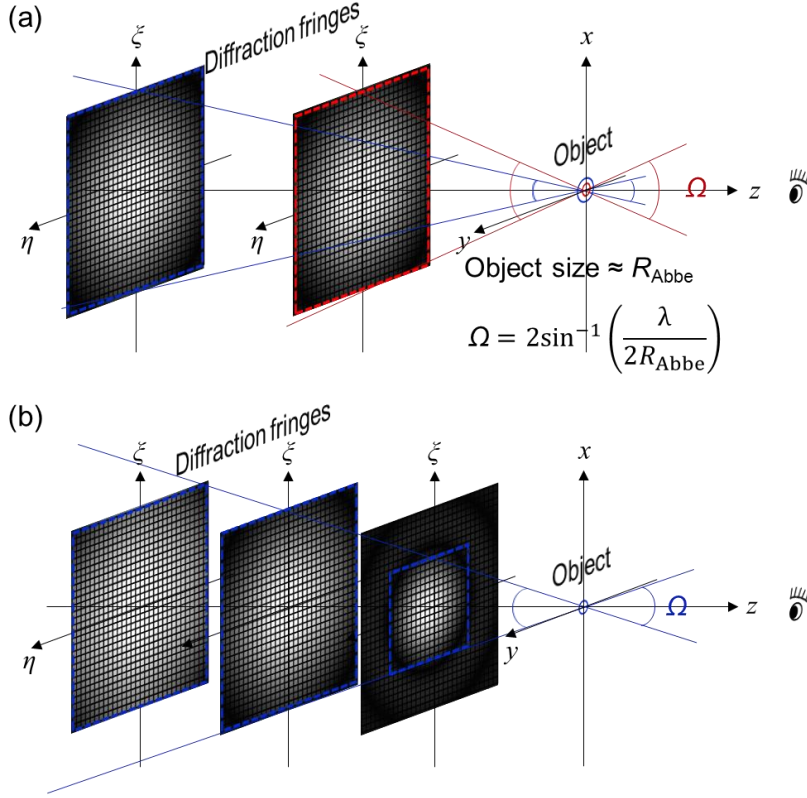 (a)
Diffraction fringes
ξ
ξ
x
Object
Ω
z
η
η
y
Object size ≈ R_Abbe
Ω = 2sin⁻¹(λ/2R_Abbe)
(b)
Diffraction fringes
ξ
ξ
ξ
x
Object
Ω
z
η
y